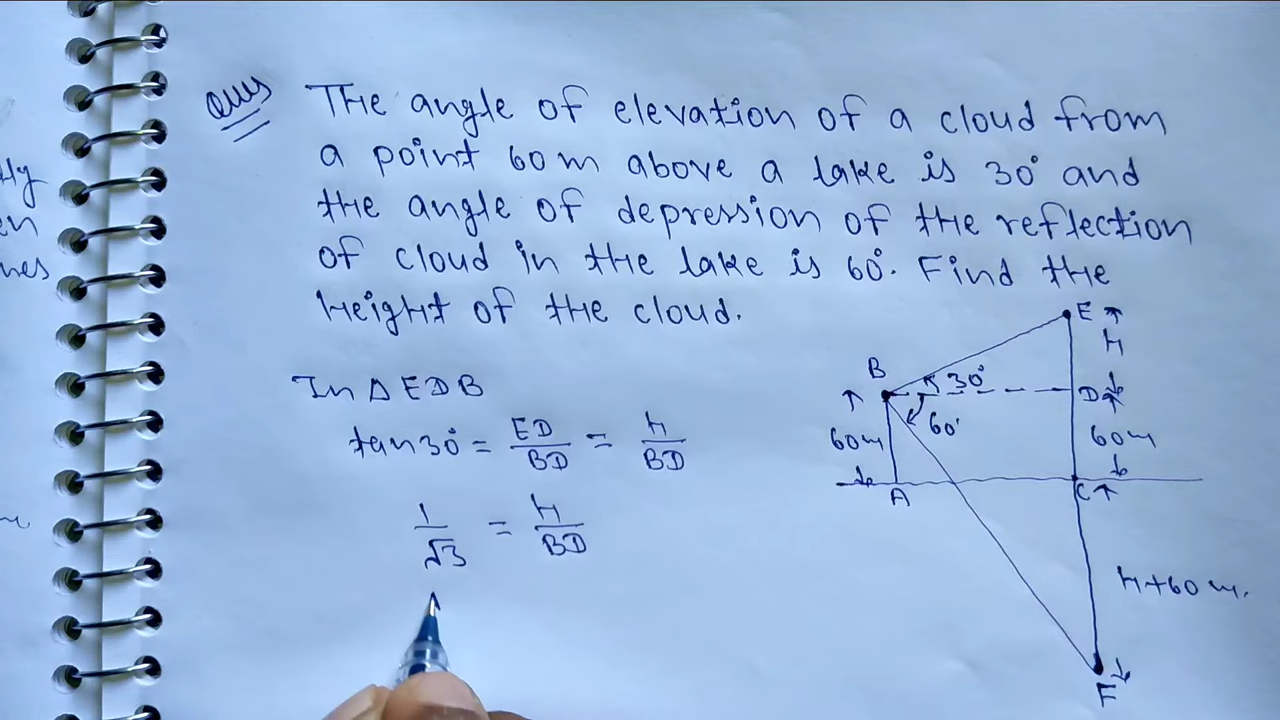 Ques The angle of elevation of a cloud from
a point 60m above a lake is 30° and
the angle of depression of the reflection
of cloud in the lake is 60°. Find the
height of the cloud.
In Δ EDB
tan30° = ED/BD = h/BD
1/√3 = h/BD
E
h
B
30°
D
60°
60m
60m
A
C
h+60m.
F